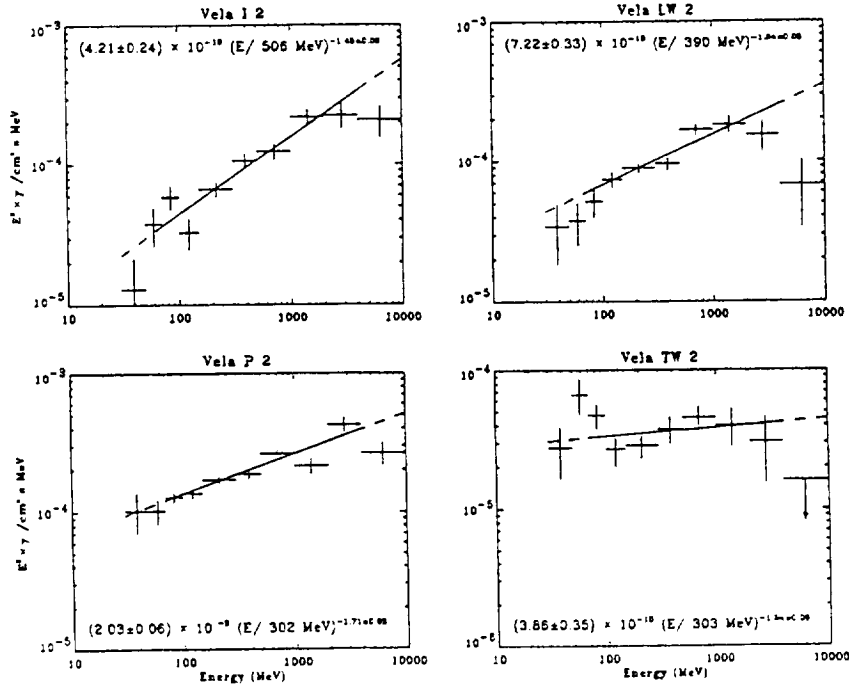 Vela I 2
(4.21±0.24) × 10⁻¹⁰ (E/ 506 MeV)
E² × γ /cm² s MeV
10⁻³
10⁻⁴
10⁻⁵
10 100 1000 10000
Vela LW 2
(7.22±0.33) × 10⁻¹⁰ (E/ 390 MeV)
10⁻³
10⁻⁴
10⁻⁵
10 100 1000 10000
Vela P 2
(2.03±0.06) × 10⁻⁹ (E/ 302 MeV)
E² × γ /cm² s MeV
10⁻³
10⁻⁴
10⁻⁵
10 100 1000 10000
Energy (MeV)
Vela TW 2
(3.86±0.35) × 10⁻¹⁰ (E/ 303 MeV)
10⁻⁴
10⁻⁵
10⁻⁶
10 100 1000 10000
Energy (MeV)